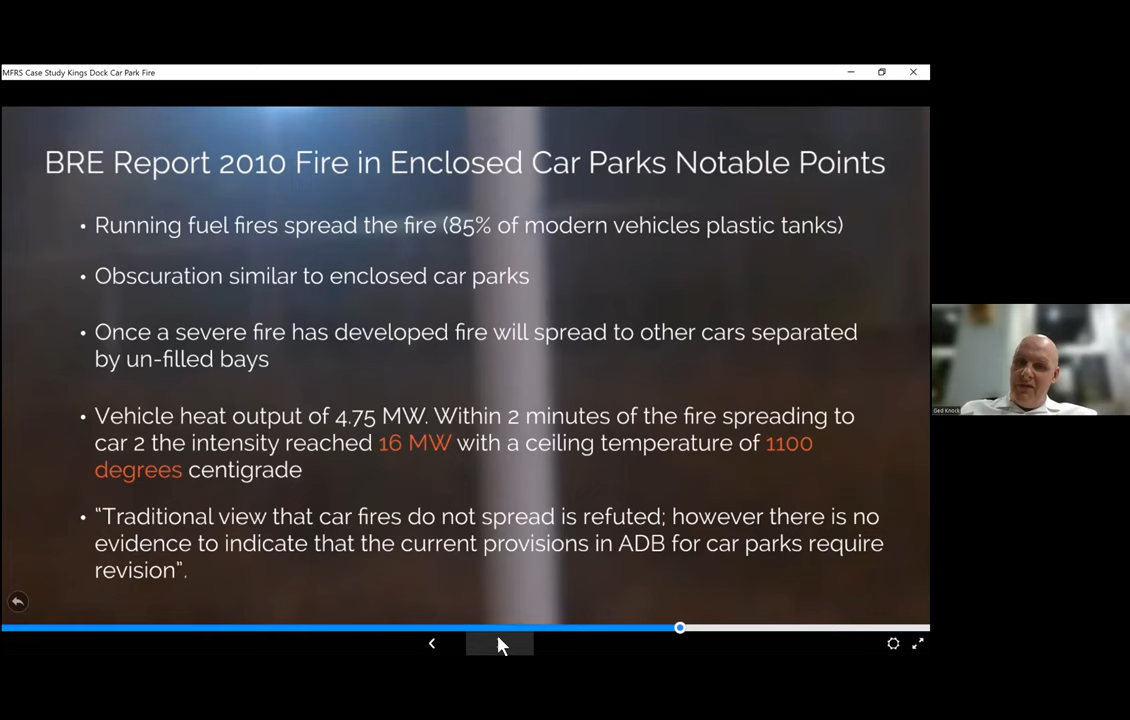 MFRS Case Study Kings Dock Car Park Fire
BRE Report 2010 Fire in Enclosed Car Parks Notable Points
• Running fuel fires spread the fire (85% of modern vehicles plastic tanks)
• Obscuration similar to enclosed car parks
• Once a severe fire has developed fire will spread to other cars separated
by un-filled bays
• Vehicle heat output of 4.75 MW. Within 2 minutes of the fire spreading to
car 2 the intensity reached 16 MW with a ceiling temperature of 1100
degrees centigrade
• “Traditional view that car fires do not spread is refuted; however there is no
evidence to indicate that the current provisions in ADB for car parks require
revision”.
Ged Knock